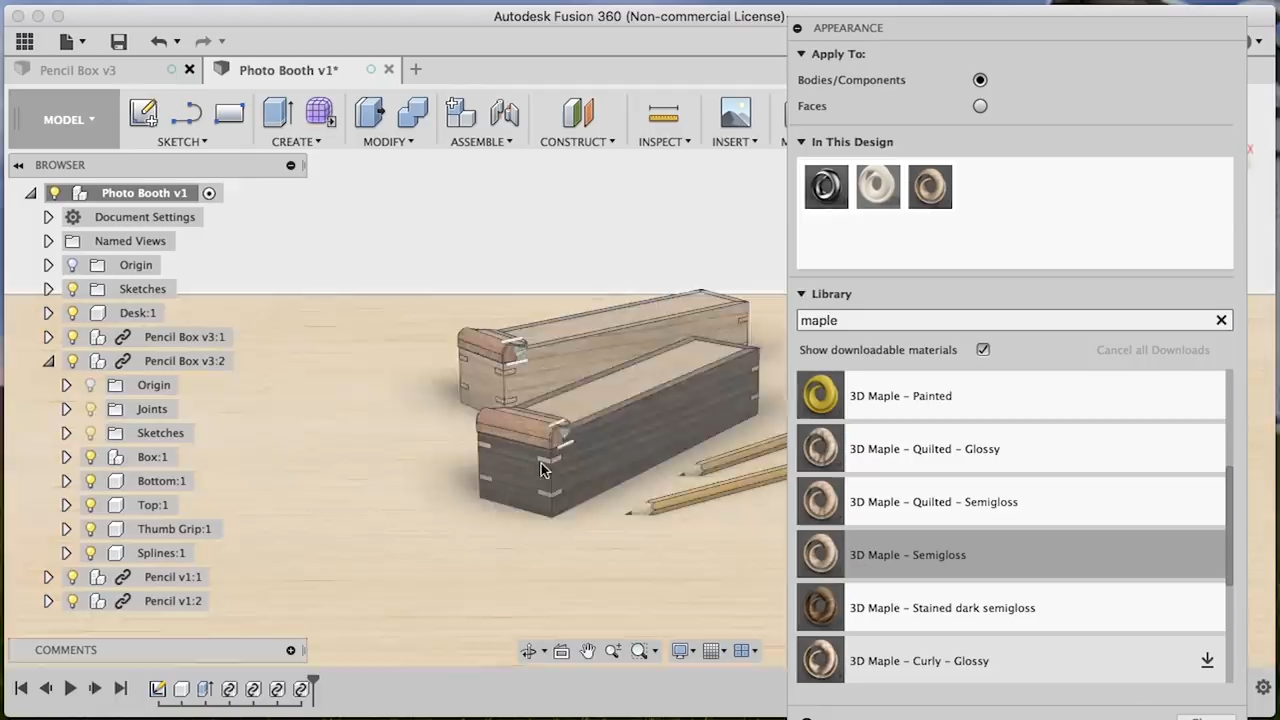 Autodesk Fusion 360 (Non-commercial License)
Pencil Box v3
Photo Booth v1*
MODEL
SKETCH
CREATE
MODIFY
ASSEMBLE
CONSTRUCT
INSPECT
INSERT
BROWSER
Photo Booth v1
Document Settings
Named Views
Origin
Sketches
Desk:1
Pencil Box v3:1
Pencil Box v3:2
Origin
Joints
Sketches
Box:1
Bottom:1
Top:1
Thumb Grip:1
Splines:1
Pencil v1:1
Pencil v1:2
COMMENTS
APPEARANCE
Apply To:
Bodies/Components
Faces
In This Design
Library
maple
Show downloadable materials
Cancel all Downloads
3D Maple - Painted
3D Maple - Quilted - Glossy
3D Maple - Quilted - Semigloss
3D Maple - Semigloss
3D Maple - Stained dark semigloss
3D Maple - Curly - Glossy